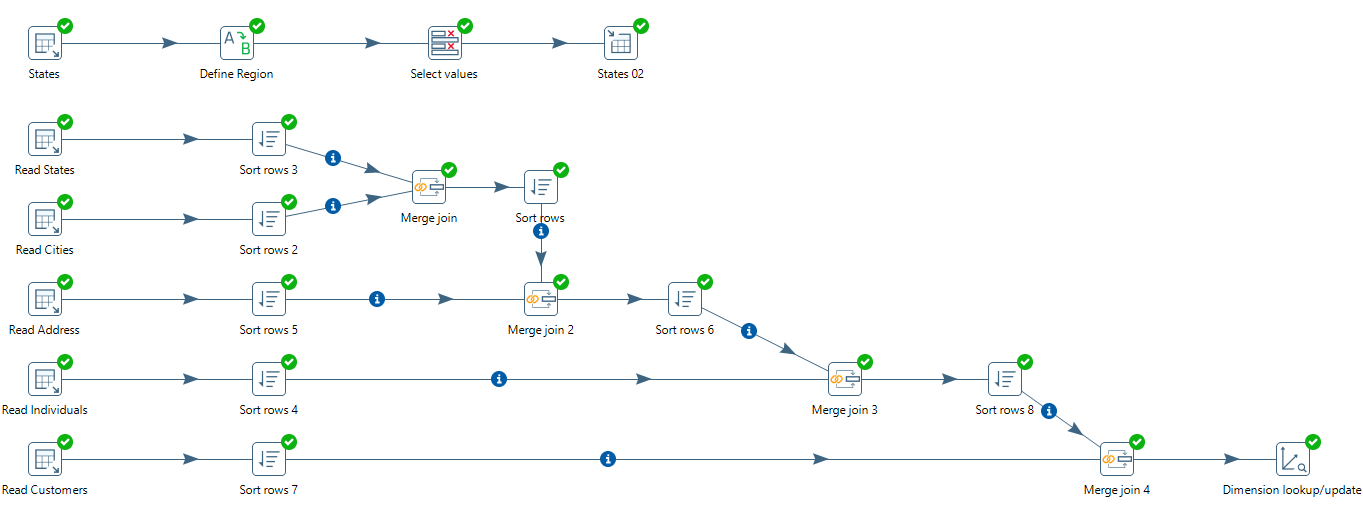 States
Define Region
Select values
States 02
Read States
Sort rows 3
Merge join
Sort rows
Read Cities
Sort rows 2
Read Address
Sort rows 5
Merge join 2
Sort rows 6
Read Individuals
Sort rows 4
Merge join 3
Sort rows 8
Read Customers
Sort rows 7
Merge join 4
Dimension lookup/update